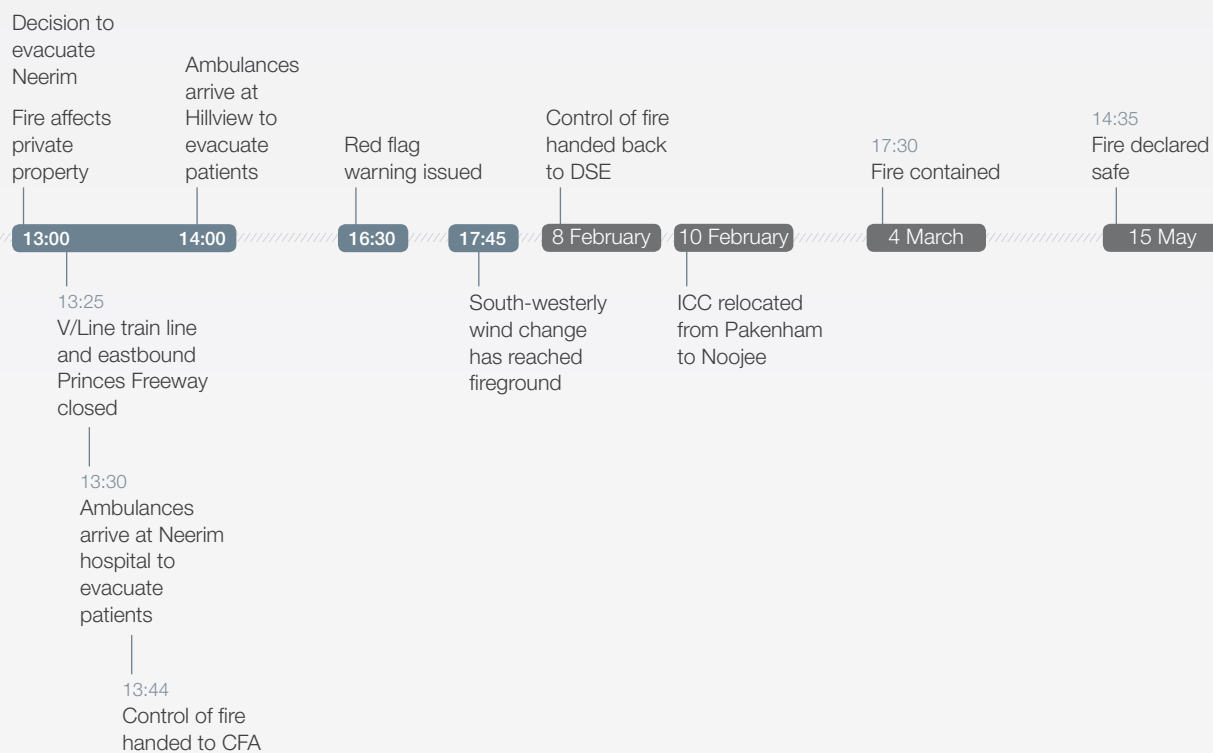 Decision to
evacuate
Neerim
Fire affects
private
property
Ambulances
arrive at
Hillview to
evacuate
patients
Red flag
warning issued
Control of fire
handed back
to DSE
17:30
Fire contained
14:35
Fire declared
safe
13:00
14:00
16:30
17:45
8 February
10 February
4 March
15 May
13:25
V/Line train line
and eastbound
Princes Freeway
closed
13:30
Ambulances
arrive at Neerim
hospital to
evacuate
patients
13:44
Control of fire
handed to CFA
South-westerly
wind change
has reached
fireground
ICC relocated
from Pakenham
to Noojee